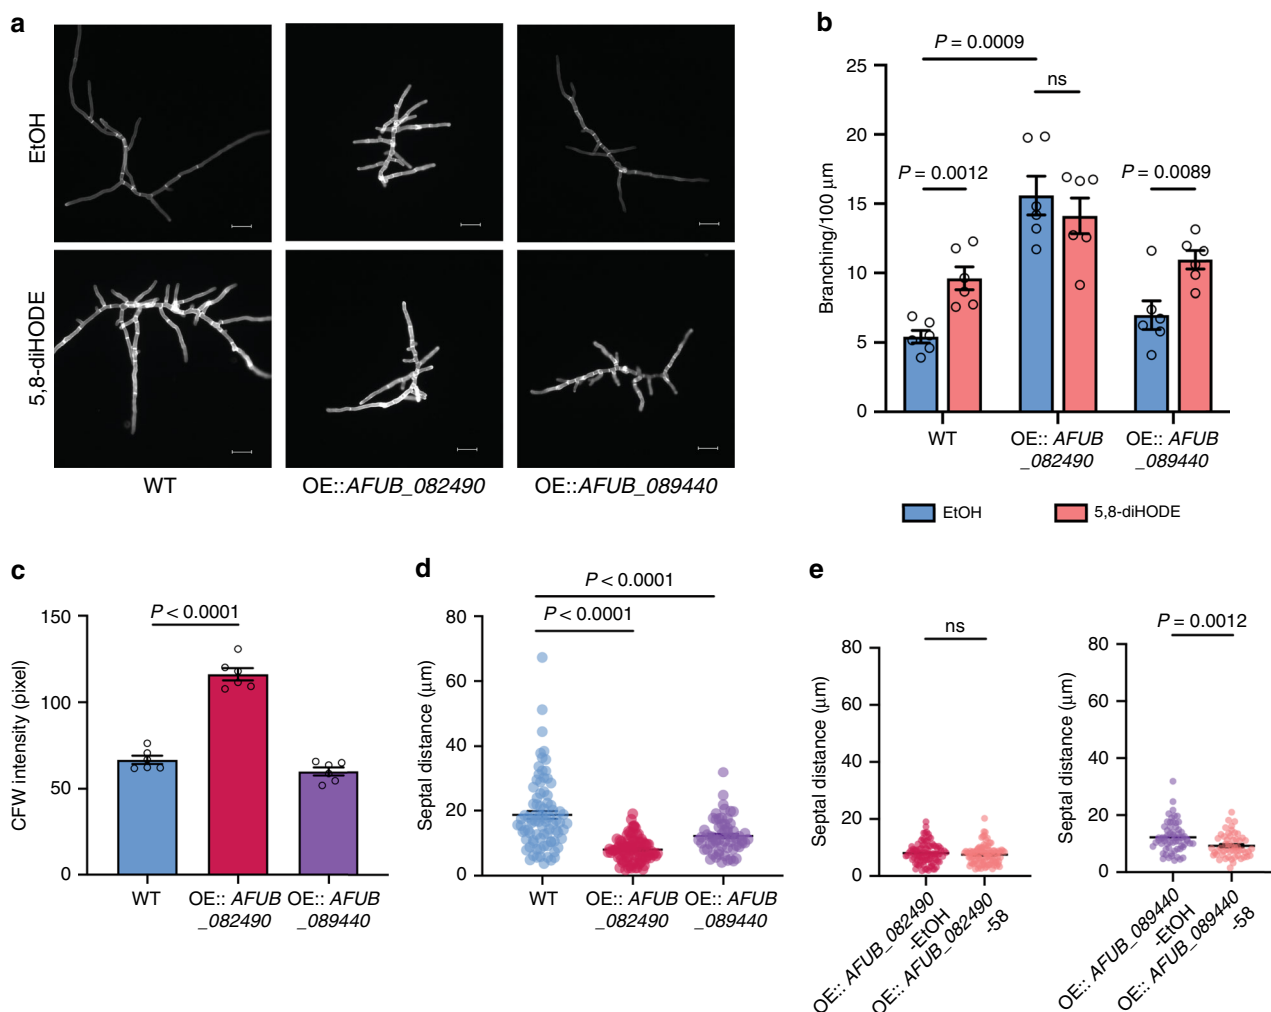 a
EtOH
5,8-diHODE
WT
OE::AFUB_082490
OE::AFUB_089440
b
P = 0.0009
ns
P = 0.0012
P = 0.0089
Branching/100 μm
25
20
15
10
5
0
WT
OE:: AFUB
_082490
OE:: AFUB
_089440
EtOH
5,8-diHODE
c
P < 0.0001
CFW intensity (pixel)
150
100
50
0
WT
OE:: AFUB
_082490
OE:: AFUB
_089440
d
P < 0.0001
P < 0.0001
Septal distance (μm)
80
60
40
20
0
WT
OE:: AFUB
_082490
OE:: AFUB
_089440
e
ns
Septal distance (μm)
80
60
40
20
0
OE:: AFUB_082490
-EtOH
OE:: AFUB_082490
-58
P = 0.0012
Septal distance (μm)
80
60
40
20
0
OE:: AFUB_089440
-EtOH
OE:: AFUB_089440
-58